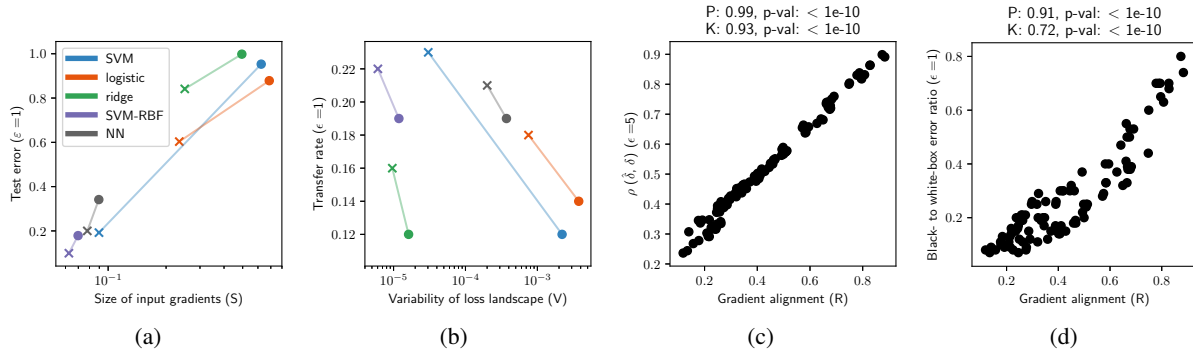 P: 0.99, p-val: < 1e-10
K: 0.93, p-val: < 1e-10
P: 0.91, p-val: < 1e-10
K: 0.72, p-val: < 1e-10
Test error (ε =1)
1.0
0.8
0.6
0.4
0.2
SVM
logistic
ridge
SVM-RBF
NN
10⁻¹
Size of input gradients (S)
(a)
Transfer rate (ϵ =1)
0.22
0.20
0.18
0.16
0.14
0.12
10⁻⁵ 10⁻⁴ 10⁻³
Variability of loss landscape (V)
(b)
ρ (δ̂, δ) (ϵ =5)
0.9
0.8
0.7
0.6
0.5
0.4
0.3
0.2
0.2 0.4 0.6 0.8
Gradient alignment (R)
(c)
Black- to white-box error ratio (ϵ =1)
0.8
0.6
0.4
0.2
0.2 0.4 0.6 0.8
Gradient alignment (R)
(d)